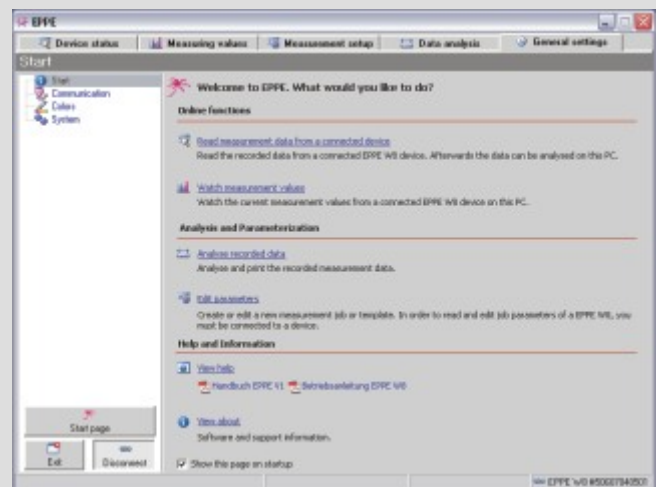 EPPE
Device status
Measuring values
Measurement setup
Data analysis
General settings
Start
Start
Communication
Colors
System
Welcome to EPPE. What would you like to do?
Online functions
Read measurement data from a connected device
Read the recorded data from a connected EPPE W8 device. Afterwards the data can be analysed on this PC.
Watch measurement values
Watch the current measurement values from a connected EPPE W8 device on this PC.
Analysis and Parameterization
Analyse recorded data
Analyse and print the recorded measurement data.
Edit parameters
Create or edit a new measurement job or template. In order to read and edit job parameters of a EPPE W8, you
must be connected to a device.
Help and Information
View help
Handbuch EPPE V1 Betriebsanleitung EPPE W8
View about
Software and support information.
Show this page on startup
Start page
Exit
Disconnect
EPPE W8